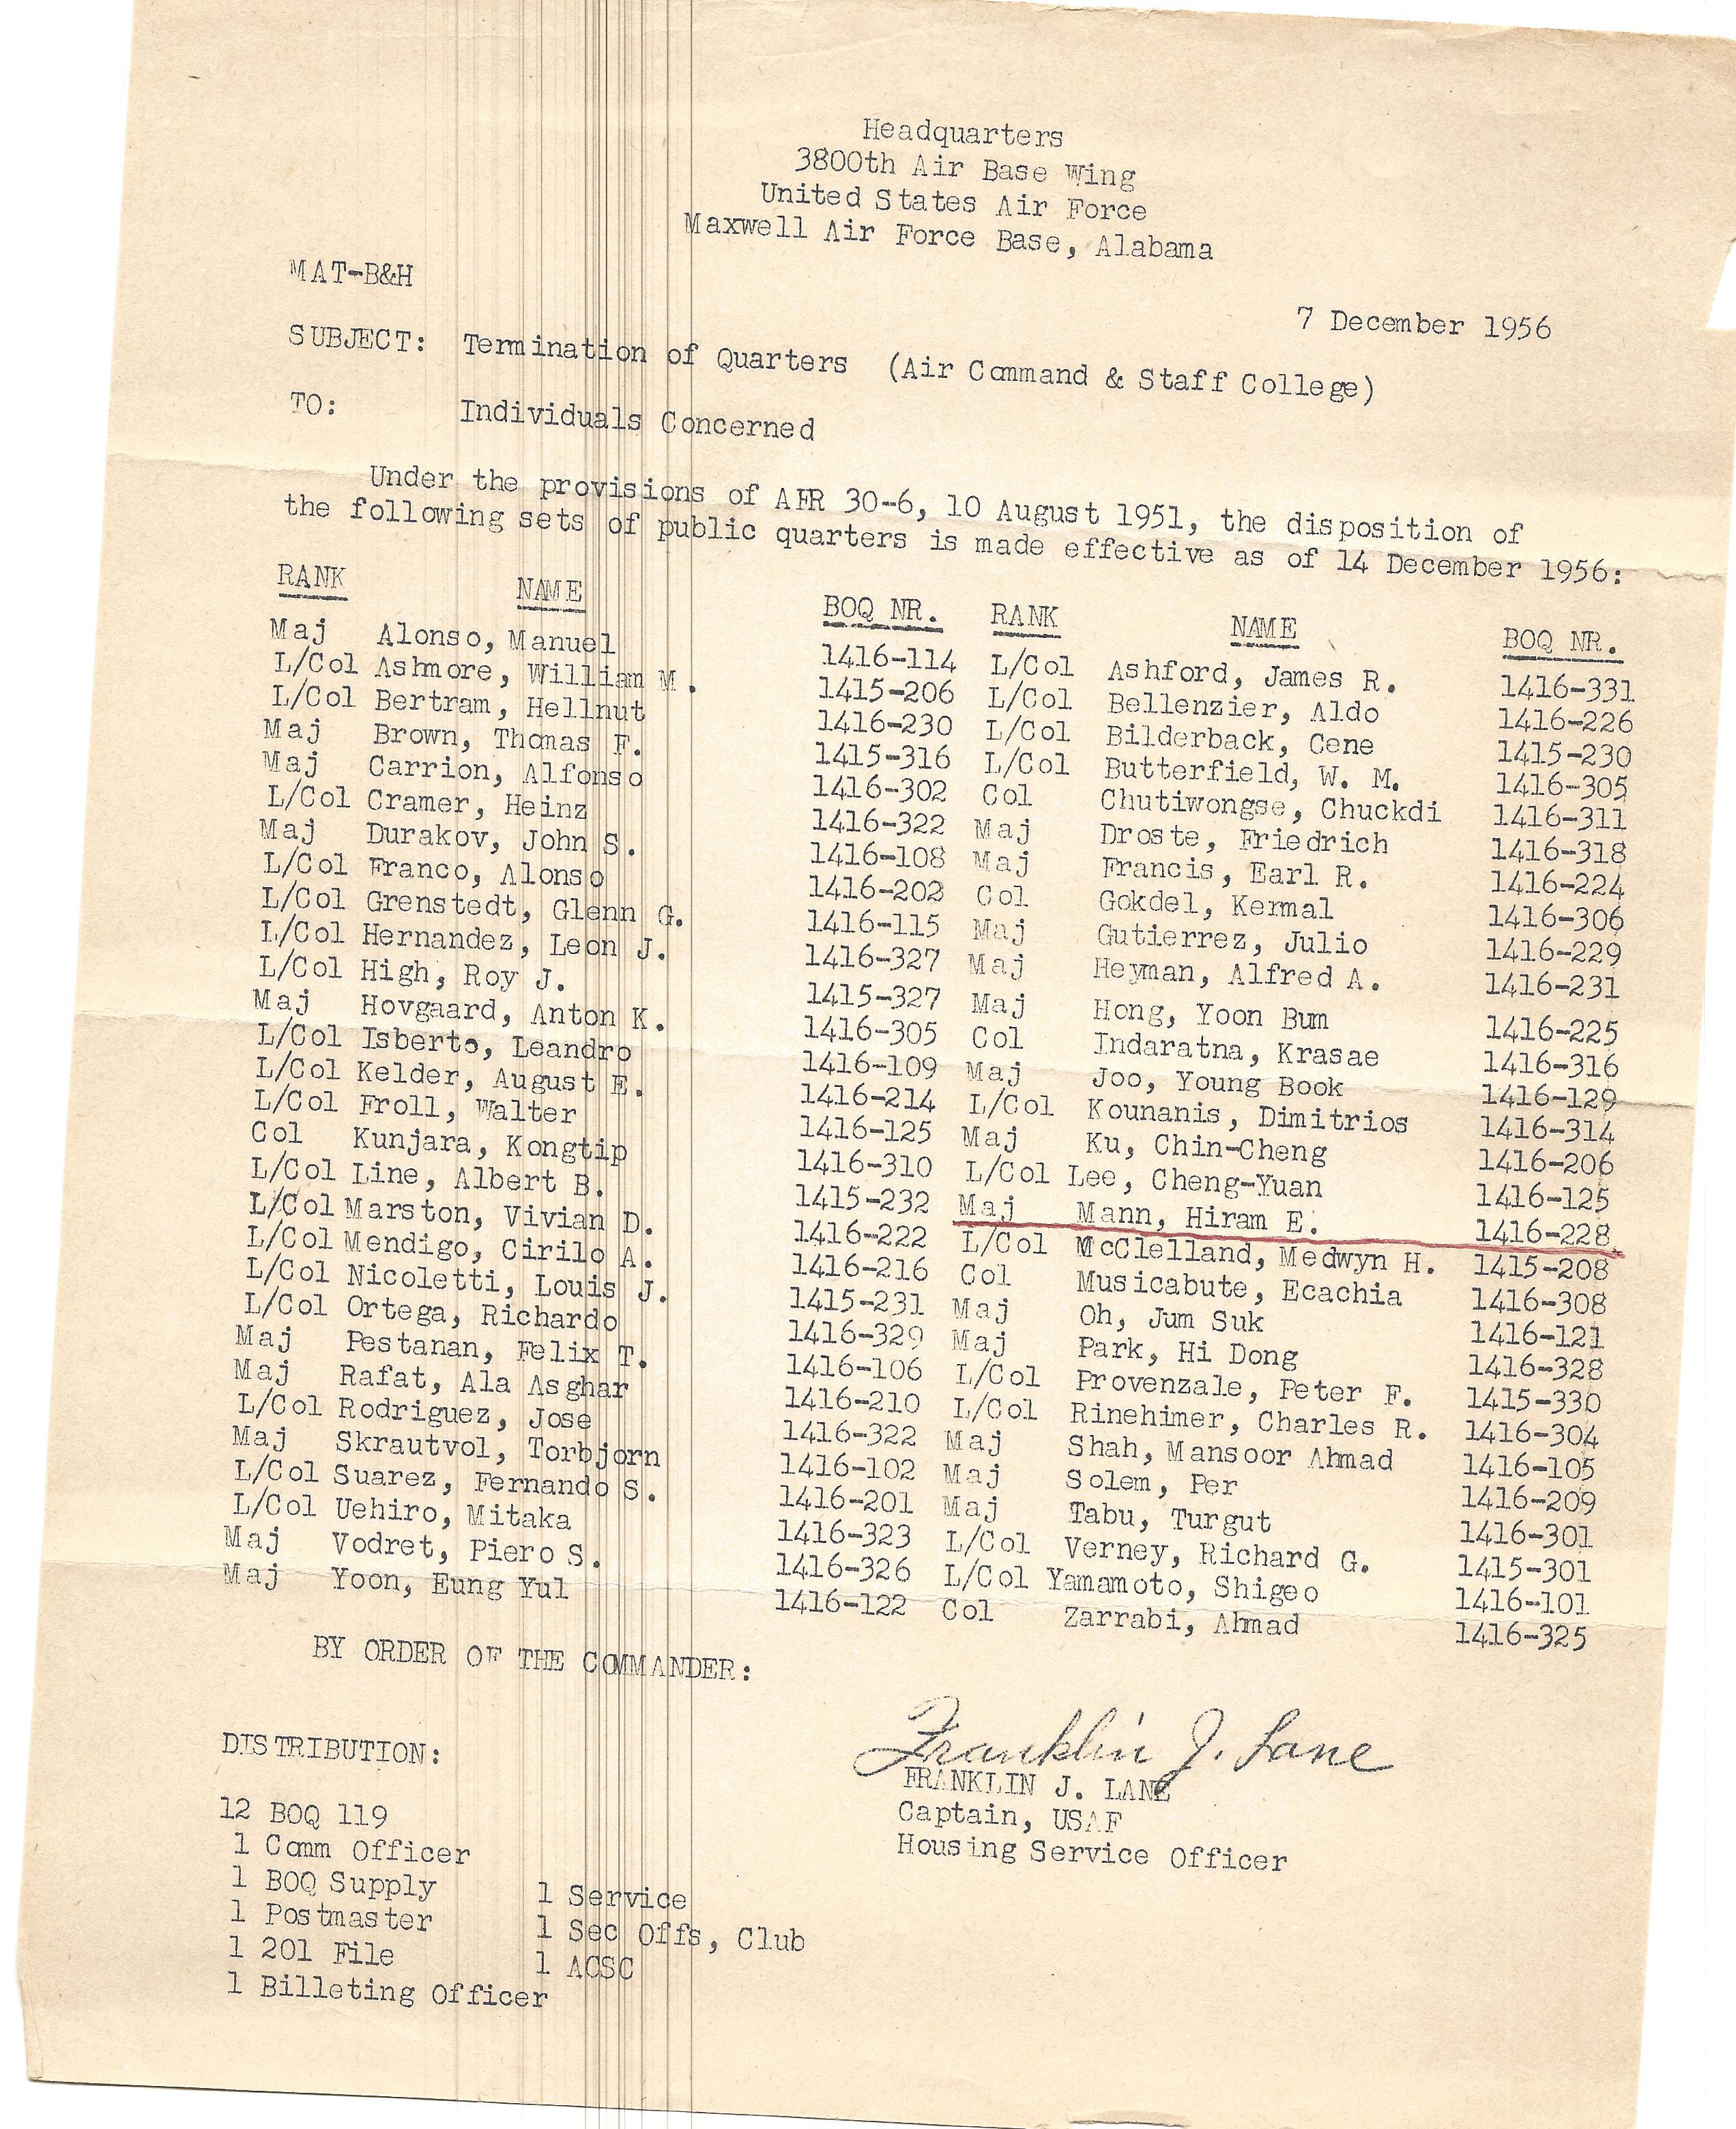 Headquarters
3800th Air Base Wing
United States Air Force
Maxwell Air Force Base, Alabama
MAT-B&H
7 December 1956
SUBJECT: Termination of Quarters (Air Command & Staff College)
TO: Individuals Concerned
Under the provisions of AFR 30-6, 10 August 1951, the disposition of
the following sets of public quarters is made effective as of 14 December 1956:
RANK NAME BOQ NR. RANK NAME BOQ NR.
Maj Alonso, Manuel 1416-114 L/Col Ashford, James R. 1416-331
L/Col Ashmore, William M. 1415-206 L/Col Bellenzier, Aldo 1416-226
L/Col Bertram, Hellnut 1416-230 L/Col Bilderback, Cene 1415-230
Maj Brown, Thomas F. 1415-316 L/Col Butterfield, W. M. 1416-305
Maj Carrion, Alfonso 1416-302 Col Chutiwongse, Chuckdi 1416-311
L/Col Cramer, Heinz 1416-322 Maj Droste, Friedrich 1416-318
Maj Durakov, John S. 1416-108 Maj Francis, Earl R. 1416-224
L/Col Franco, Alonso 1416-202 Col Gokdel, Kermal 1416-306
L/Col Grenstedt, Glenn G. 1416-115 Maj Gutierrez, Julio 1416-229
L/Col Hernandez, Leon J. 1416-327 Maj Heyman, Alfred A. 1416-231
L/Col High, Roy J. 1415-327 Maj Hong, Yoon Bum 1416-225
Maj Hovgaard, Anton K. 1416-305 Col Indaratna, Krasae 1416-316
L/Col Isberto, Leandro 1416-109 Maj Joo, Young Book 1416-129
L/Col Kelder, August E. 1416-214 L/Col Kounanis, Dimitrios 1416-314
L/Col Froll, Walter 1416-125 Maj Ku, Chin-Cheng 1416-206
Col Kunjara, Kongtip 1416-310 L/Col Lee, Cheng-Yuan 1416-125
L/Col Line, Albert B. 1415-232 Maj Mann, Hiram E. 1416-228
L/Col Marston, Vivian D. 1416-222 L/Col McClelland, Medwyn H. 1415-208
L/Col Mendigo, Cirilo A. 1416-216 Col Musicabute, Ecachia 1416-308
L/Col Nicoletti, Louis J. 1415-231 Maj Oh, Jum Suk 1416-121
L/Col Ortega, Richardo 1416-329 Maj Park, Hi Dong 1416-328
Maj Pestanan, Felix T. 1416-106 L/Col Provenzale, Peter F. 1415-330
Maj Rafat, Ala Asghar 1416-210 L/Col Rinehimer, Charles R. 1416-304
L/Col Rodriguez, Jose 1416-322 Maj Shah, Mansoor Ahmad 1416-105
Maj Skrautvol, Torbjorn 1416-102 Maj Solem, Per 1416-209
L/Col Suarez, Fernando S. 1416-201 Maj Tabu, Turgut 1416-301
L/Col Uehiro, Mitaka 1416-323 L/Col Verney, Richard G. 1415-301
Maj Vodret, Piero S. 1416-326 L/Col Yamamoto, Shigeo 1416-101
Maj Yoon, Eung Yul 1416-122 Col Zarrabi, Ahmad 1416-325
BY ORDER OF THE COMMANDER:
Franklin J. Lane
FRANKLIN J. LANE
Captain, USAF
Housing Service Officer
DISTRIBUTION:
12 BOQ 119
1 Comm Officer
1 BOQ Supply 1 Service
1 Postmaster 1 Sec Offs, Club
1 201 File 1 ACSC
1 Billeting Officer